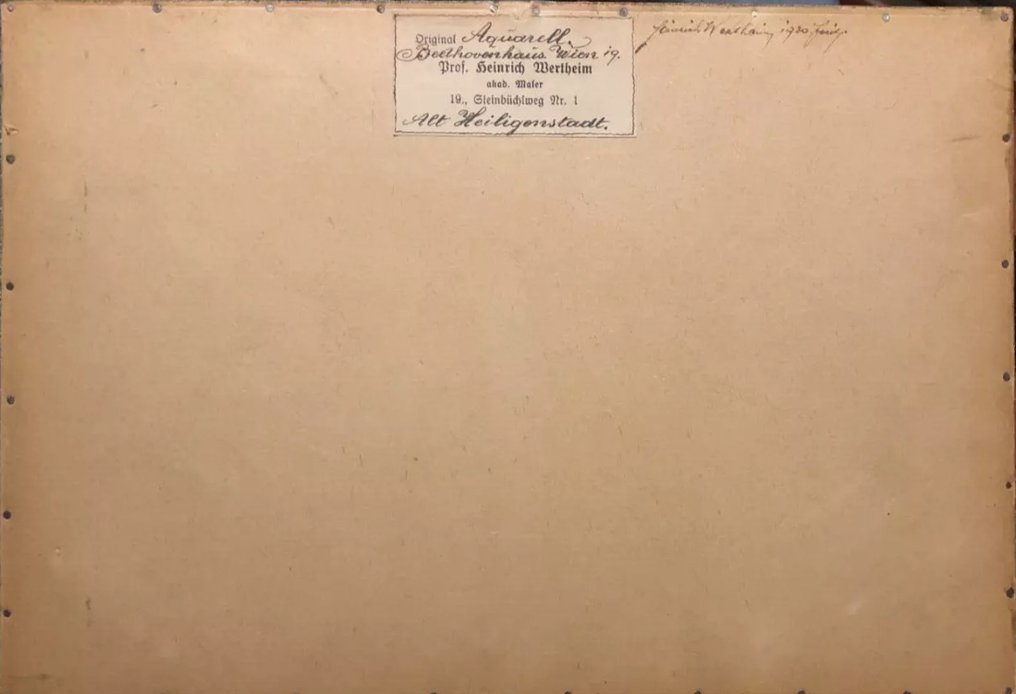 Original Aquarell.
Beethovenhaus Wien 19.
Prof. Heinrich Wertheim
akad. Maler
19., Steinbüchlweg Nr. 1
Alt Heiligenstadt.
Heinrich Wertheim 1930